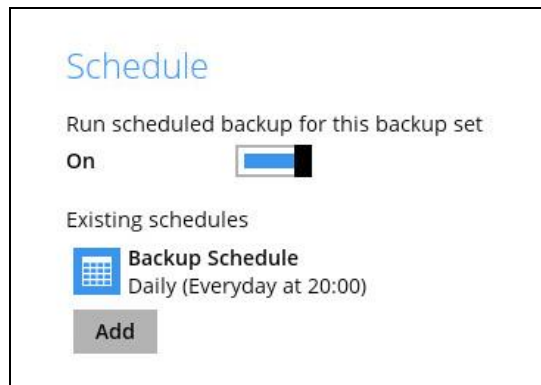 Schedule
Run scheduled backup for this backup set
On
Existing schedules
Backup Schedule
Daily (Everyday at 20:00)
Add